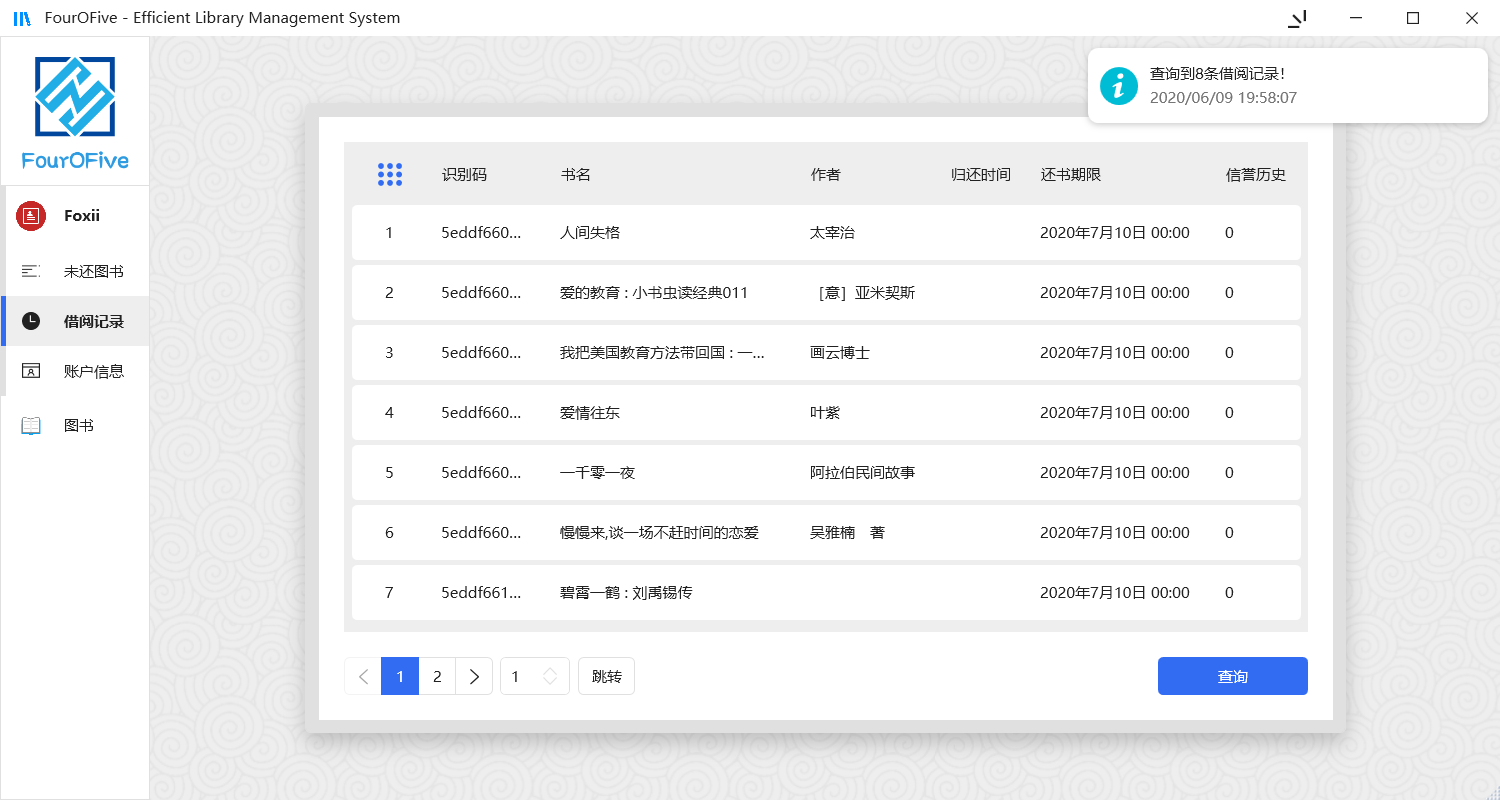 FourOFive - Efficient Library Management System
查询到8条借阅记录！
2020/06/09 19:58:07
FourOFive
Foxii
未还图书
借阅记录
账户信息
图书
识别码 书名 作者 归还时间 还书期限 信誉历史
1 5eddf660... 人间失格 太宰治 2020年7月10日 00:00 0
2 5eddf660... 爱的教育 : 小书虫读经典011 ［意］亚米契斯 2020年7月10日 00:00 0
3 5eddf660... 我把美国教育方法带回国 : 一... 画云博士 2020年7月10日 00:00 0
4 5eddf660... 爱情往东 叶紫 2020年7月10日 00:00 0
5 5eddf660... 一千零一夜 阿拉伯民间故事 2020年7月10日 00:00 0
6 5eddf660... 慢慢来,谈一场不赶时间的恋爱 吴雅楠　著 2020年7月10日 00:00 0
7 5eddf661... 碧霄一鹤 : 刘禹锡传 2020年7月10日 00:00 0
1 2 1 跳转 查询